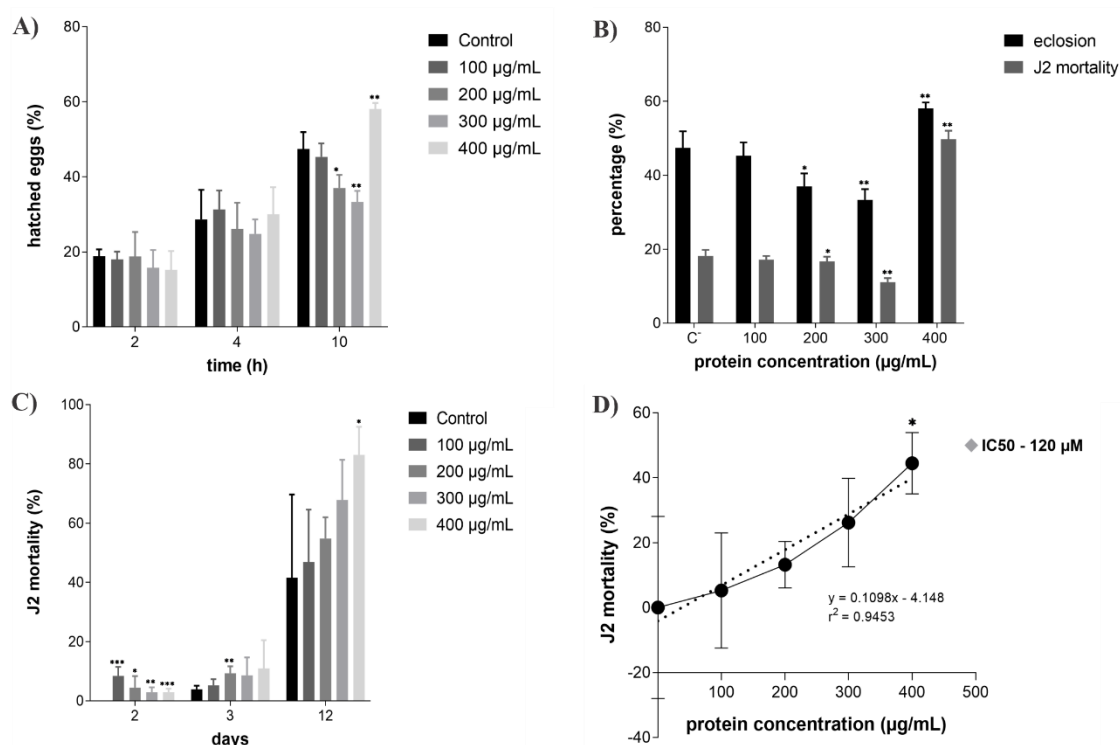 A)
80
60
40
20
0
hatched eggs (%)
**
*
**
2
4
10
time (h)
Control
100 µg/mL
200 µg/mL
300 µg/mL
400 µg/mL
B)
80
60
40
20
0
percentage (%)
*
*
**
**
**
**
C-
100
200
300
400
protein concentration (µg/mL)
eclosion
J2 mortality
C)
100
80
60
40
20
0
J2 mortality (%)
***
*
**
***
**
*
2
3
12
days
Control
100 µg/mL
200 µg/mL
300 µg/mL
400 µg/mL
D)
60
40
20
0
-20
-40
J2 mortality (%)
*
IC50 - 120 µM
y = 0.1098x - 4.148
r² = 0.9453
100
200
300
400
500
protein concentration (µg/mL)